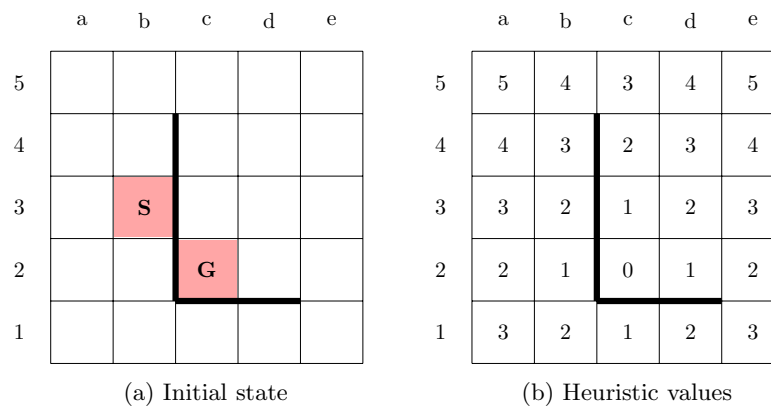 a b c d e a b c d e
5 5 5 4 3 4 5
4 4 4 3 2 3 4
3 S 3 3 2 1 2 3
2 G 2 2 1 0 1 2
1 1 3 2 1 2 3
(a) Initial state (b) Heuristic values